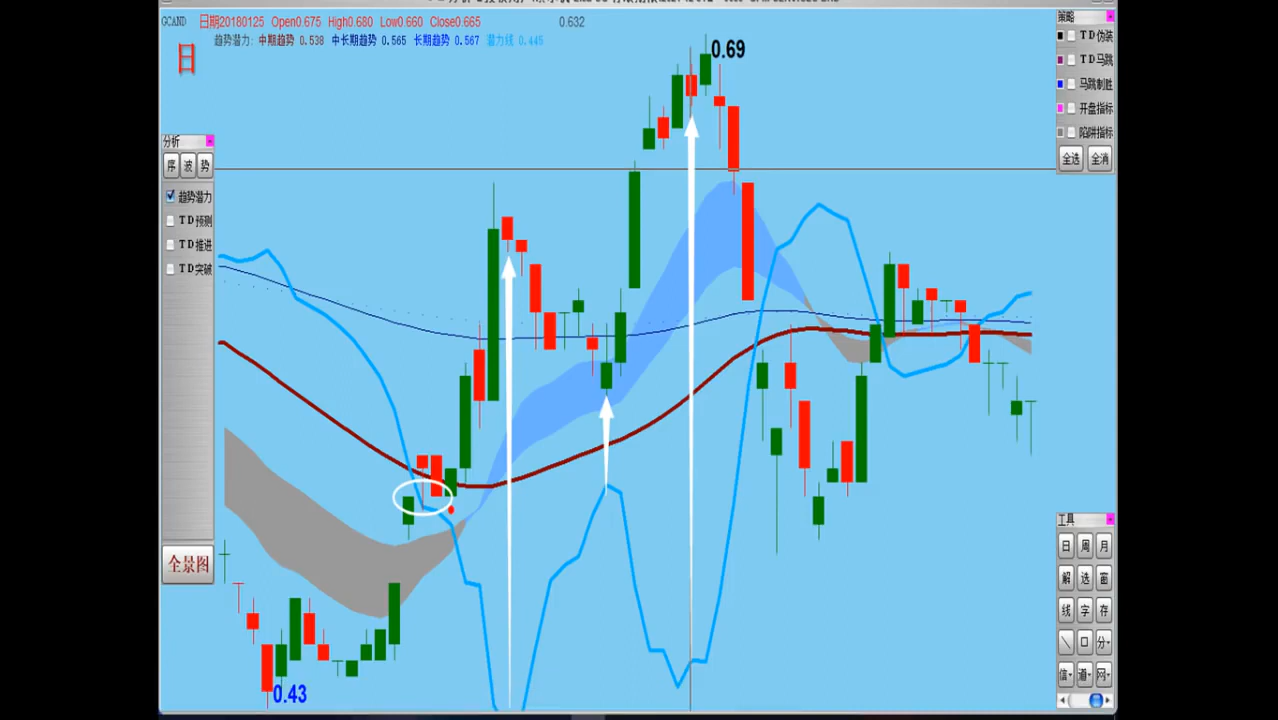 GCAND 日期20180125 Open0.675 High0.680 Low0.660 Close0.665 0.632
趋势潜力: 中期趋势 0.538 中长期趋势 0.565 长期趋势 0.567 潜力线 0.445
日
0.69
0.43
分析
序 波 势
趋势潜力
TD预测
TD推进
TD突破
全景图
策略
TD伪装
TD马跳
马跳制胜
开盘指标
陷阱指标
全选 全消
工具
日 周 月
解 选 窗
线 字 存
╲ 口 分
信 道 网